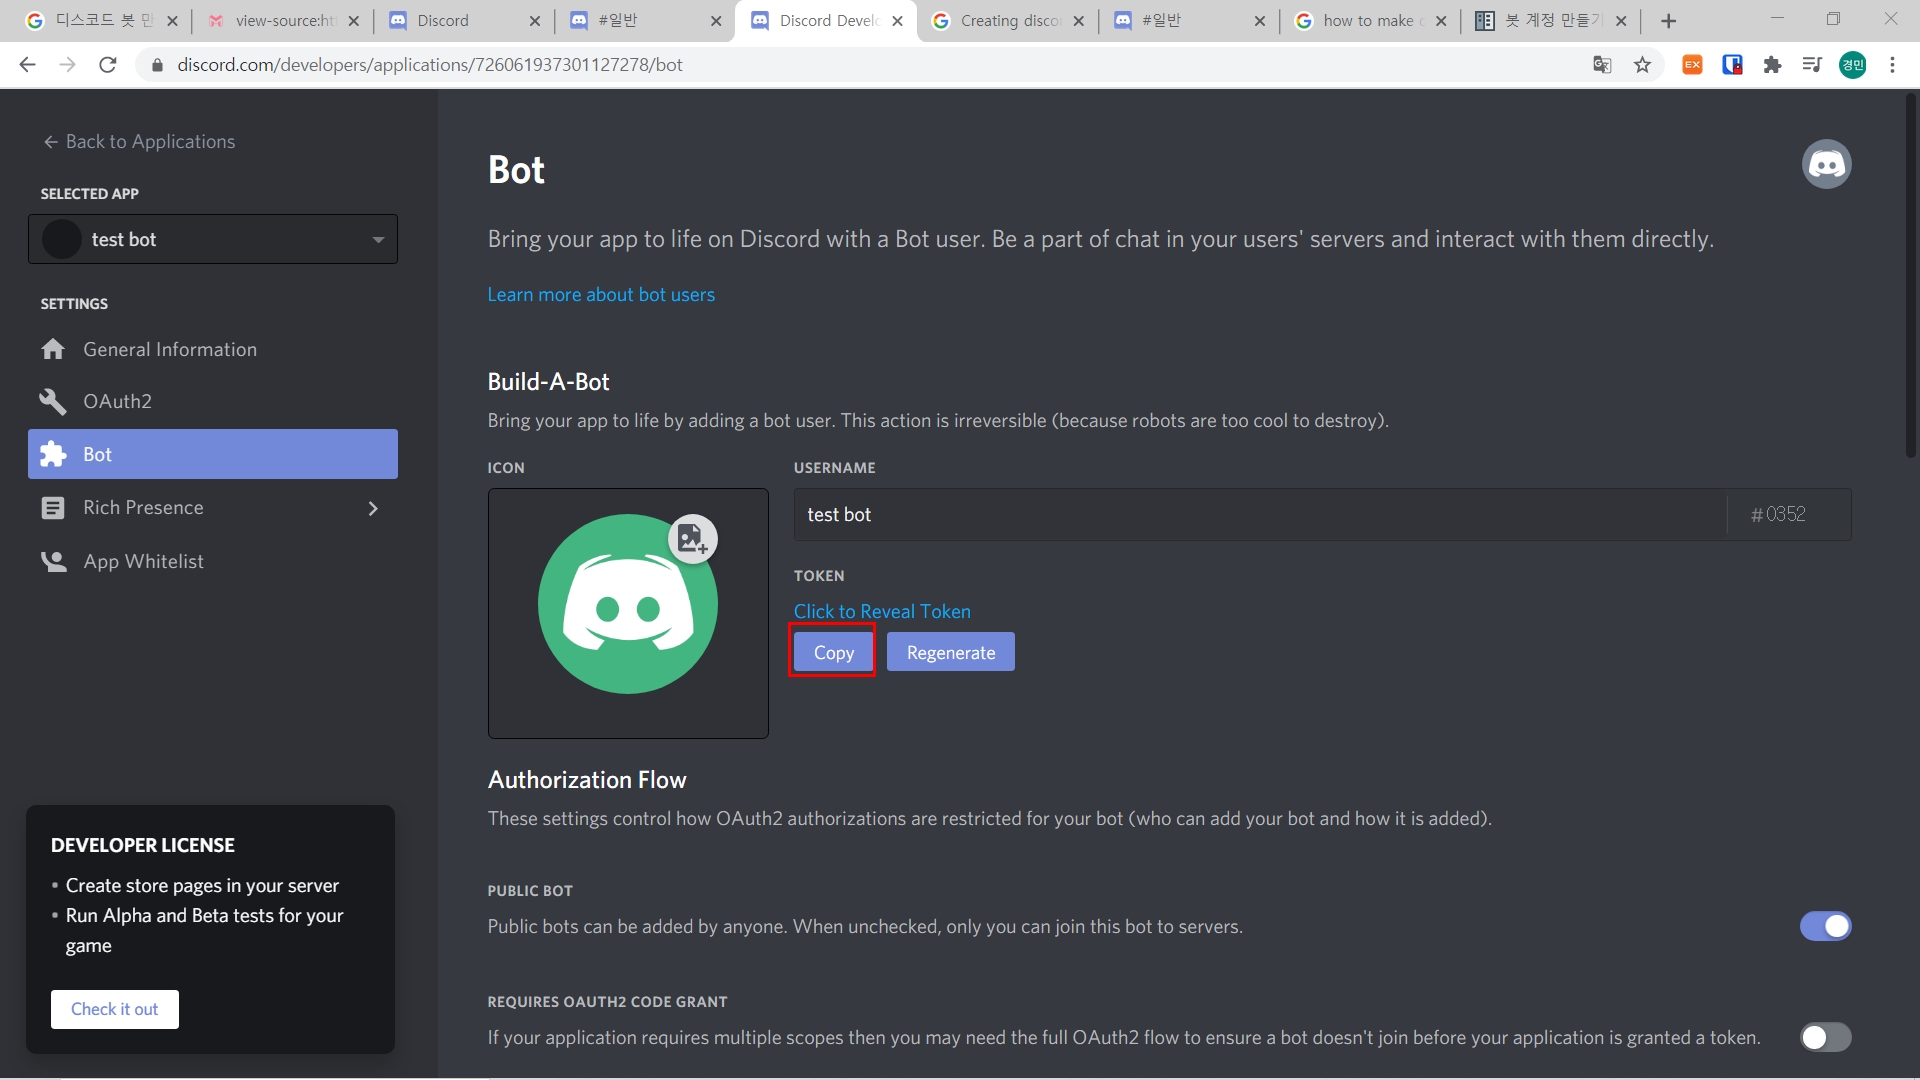 디스코드 봇 만
view-source:htt
Discord
#일반
Discord Develo
Creating discor
#일반
how to make
봇 계정 만들기
discord.com/developers/applications/726061937301127278/bot
EX
경민
Back to Applications
SELECTED APP
test bot
SETTINGS
General Information
OAuth2
Bot
Rich Presence
App Whitelist
DEVELOPER LICENSE
• Create store pages in your server
• Run Alpha and Beta tests for your
game
Check it out
Bot
Bring your app to life on Discord with a Bot user. Be a part of chat in your users' servers and interact with them directly.
Learn more about bot users
Build-A-Bot
Bring your app to life by adding a bot user. This action is irreversible (because robots are too cool to destroy).
ICON
USERNAME
test bot
#0352
TOKEN
Click to Reveal Token
Copy
Regenerate
Authorization Flow
These settings control how OAuth2 authorizations are restricted for your bot (who can add your bot and how it is added).
PUBLIC BOT
Public bots can be added by anyone. When unchecked, only you can join this bot to servers.
REQUIRES OAUTH2 CODE GRANT
If your application requires multiple scopes then you may need the full OAuth2 flow to ensure a bot doesn't join before your application is granted a token.